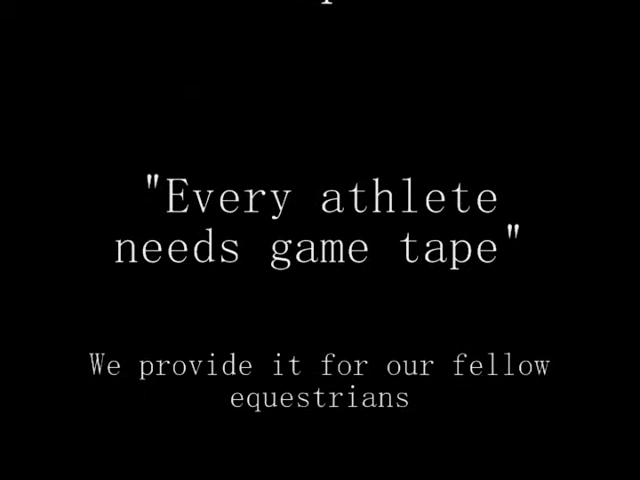 "Every athlete
needs game tape"
We provide it for our fellow
equestrians